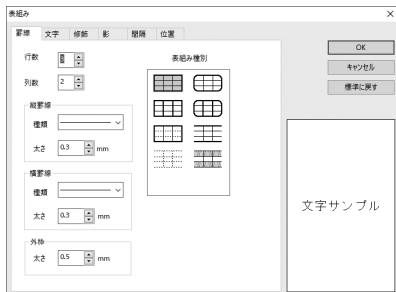 表組み
罫線 文字 修飾 影 間隔 位置
行数
列数 2
縦罫線
種類
太さ 0.3 mm
横罫線
種類
太さ 0.3 mm
外枠
太さ 0.5 mm
表組み種別
OK
キャンセル
標準に戻す
文字サンプル